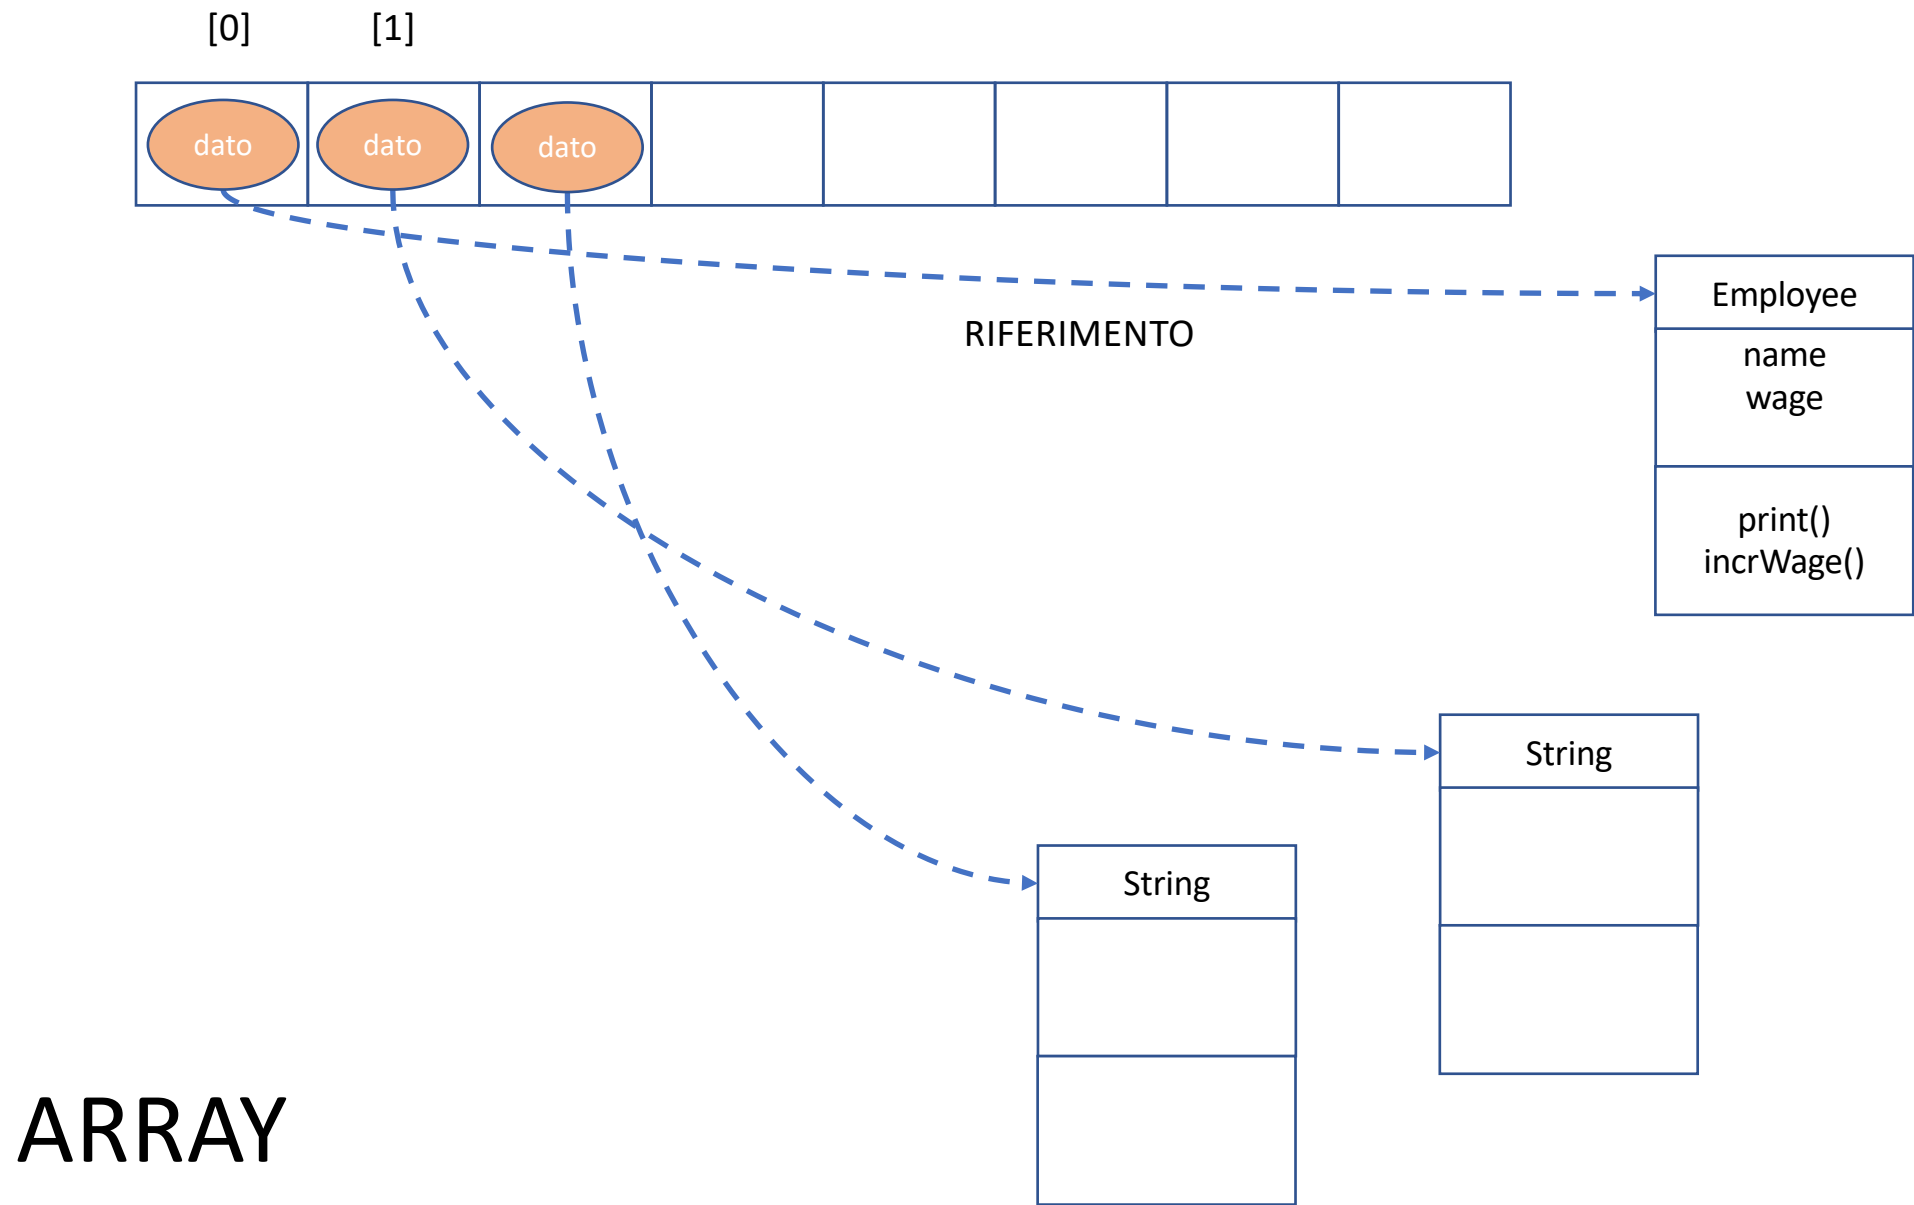 [0] [1]
dato dato dato
RIFERIMENTO
Employee
name
wage
print()
incrWage()
String
String
ARRAY